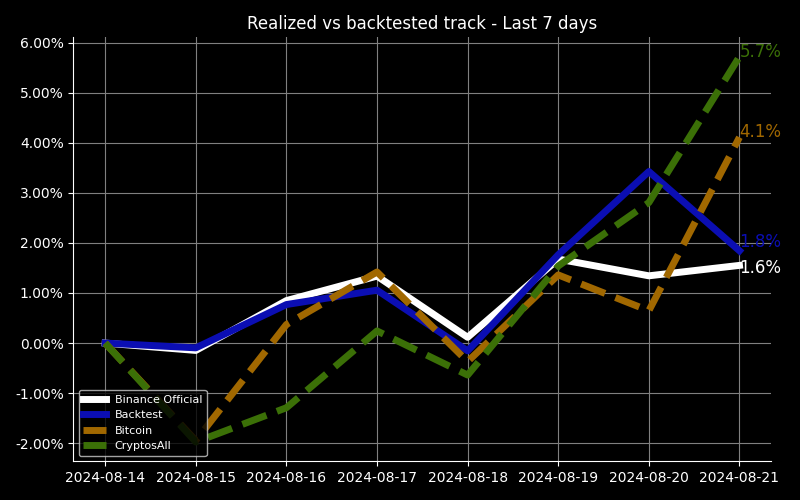 Realized vs backtested track - Last 7 days
6.00%
5.00%
4.00%
3.00%
2.00%
1.00%
0.00%
-1.00%
-2.00%
5.7%
4.1%
1.8%
1.6%
Binance Official
Backtest
Bitcoin
CryptosAll
2024-08-14 2024-08-15 2024-08-16 2024-08-17 2024-08-18 2024-08-19 2024-08-20 2024-08-21